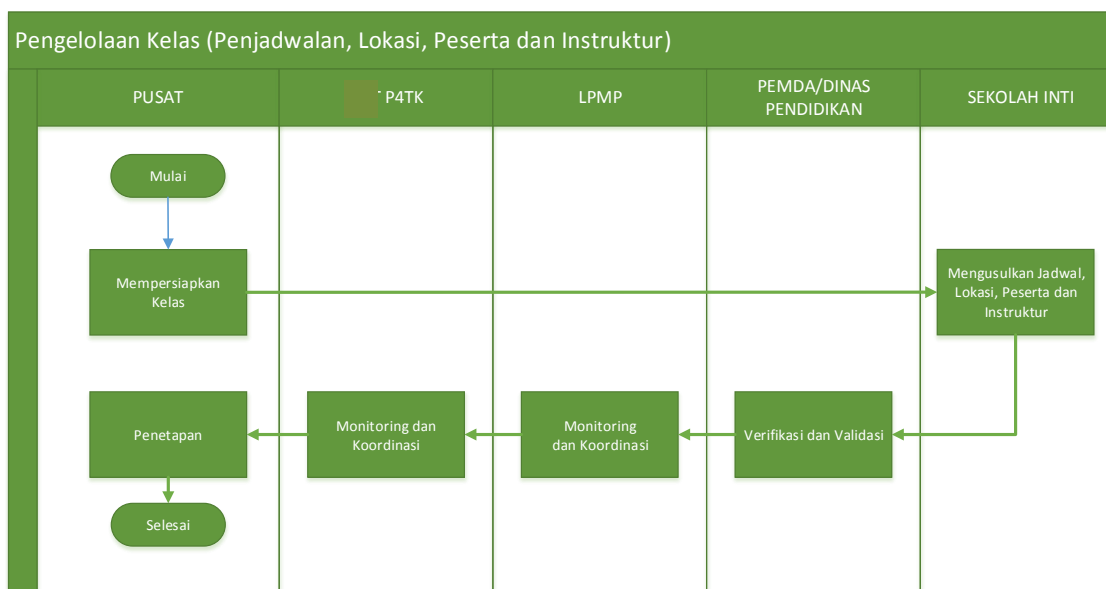 Pengelolaan Kelas (Penjadwalan, Lokasi, Peserta dan Instruktur)
PUSAT
P4TK
LPMP
PEMDA/DINAS
PENDIDIKAN
SEKOLAH INTI
Mulai
Mempersiapkan
Kelas
Mengusulkan Jadwal,
Lokasi, Peserta dan
Instruktur
Penetapan
Monitoring dan
Koordinasi
Monitoring
dan Koordinasi
Verifikasi dan Validasi
Selesai